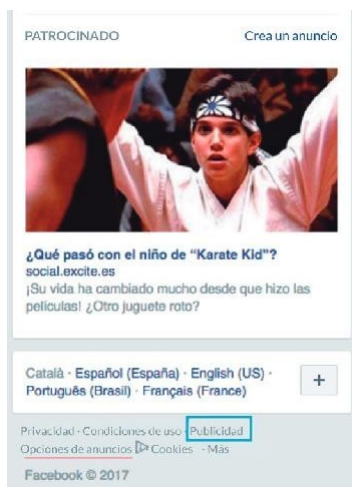 PATROCINADO Crea un anuncio
¿Qué pasó con el niño de “Karate Kid”?
social.excite.es
¡Su vida ha cambiado mucho desde que hizo las
películas! ¿Otro juguete roto?
Català · Español (España) · English (US) ·
Português (Brasil) · Français (France)
+
Privacidad · Condiciones de uso · Publicidad
Opciones de anuncios Cookies · Más
Facebook © 2017